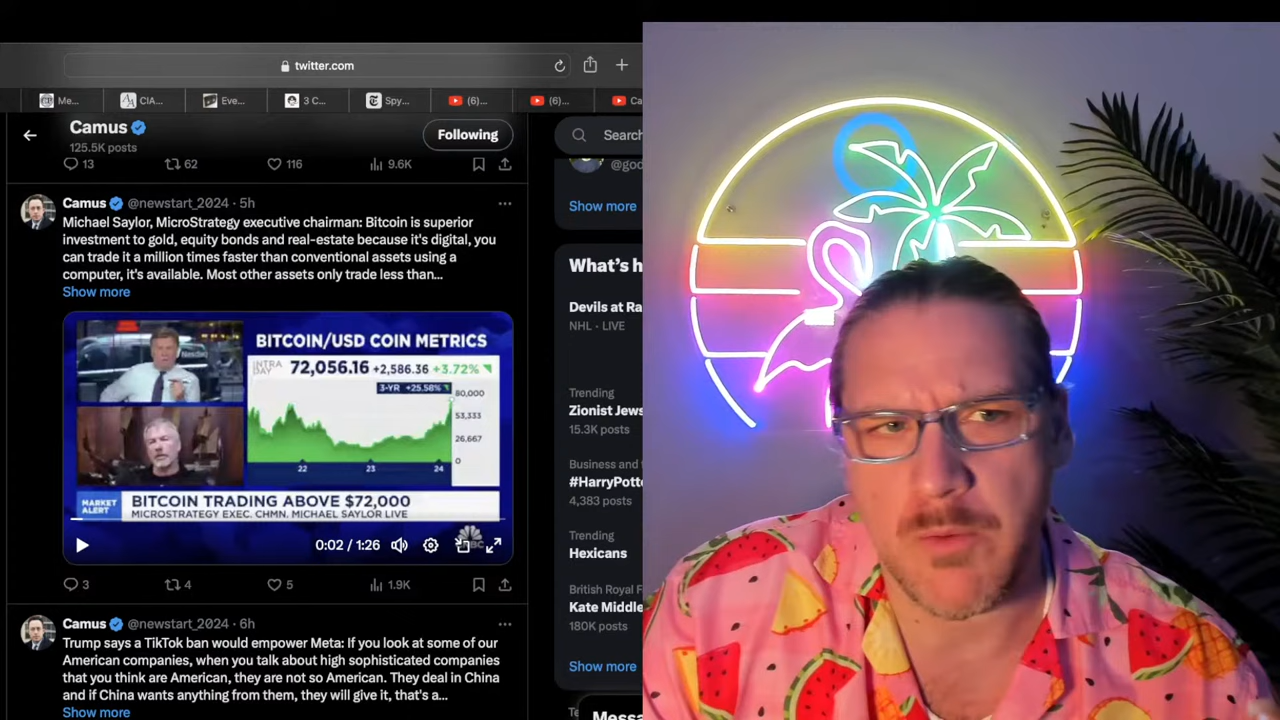 twitter.com
Me...
CIA...
Eve...
3 C...
Spy...
(6)...
(6)...
Ca
Camus
125.5K posts
Following
Search
13
62
116
9.6K
@goo
Show more
Camus @newstart_2024 · 5h
Michael Saylor, MicroStrategy executive chairman: Bitcoin is superior
investment to gold, equity bonds and real-estate because it's digital, you
can trade it a million times faster than conventional assets using a
computer, it's available. Most other assets only trade less than...
Show more
Nasdaq
BITCOIN/USD COIN METRICS
INTRA DAY 72,056.16 +2,586.36 +3.72%
3-YR +25.58%
80,000
53,333
26,667
0
22
23
24
MARKET ALERT
BITCOIN TRADING ABOVE $72,000
MICROSTRATEGY EXEC. CHMN. MICHAEL SAYLOR LIVE
0:02 / 1:26
3
4
5
1.9K
Camus @newstart_2024 · 6h
Trump says a TikTok ban would empower Meta: If you look at some of our
American companies, when you talk about high sophisticated companies
that you think are American, they are not so American. They deal in China
and if China wants anything from them, they will give it, that's a...
Show more
What's h
Devils at Ra
NHL · LIVE
Trending
Zionist Jews
15.3K posts
Business and
#HarryPotte
4,383 posts
Trending
Hexicans
British Royal F
Kate Middle
180K posts
Show more
Messa